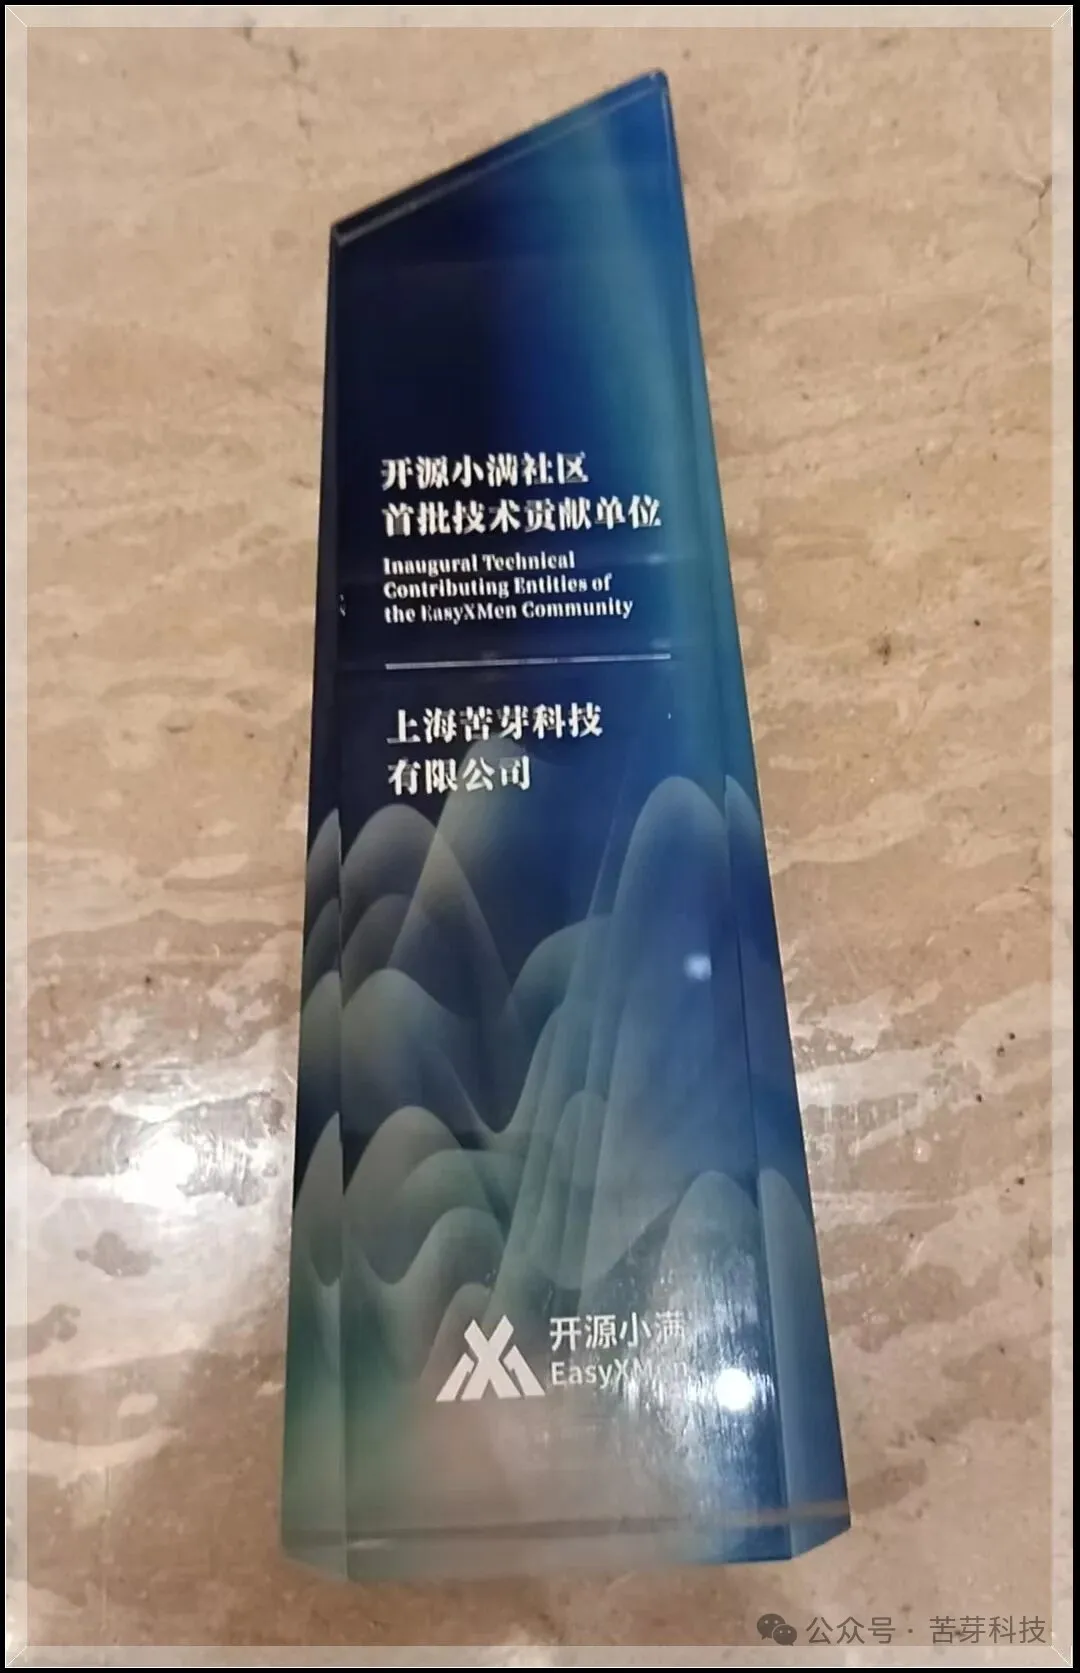 开源小满社区
首批技术贡献单位
Inaugural Technical
Contributing Entities of
the EasyXMen Community
上海苦芽科技
有限公司
开源小满
EasyXMen
公众号 · 苦芽科技